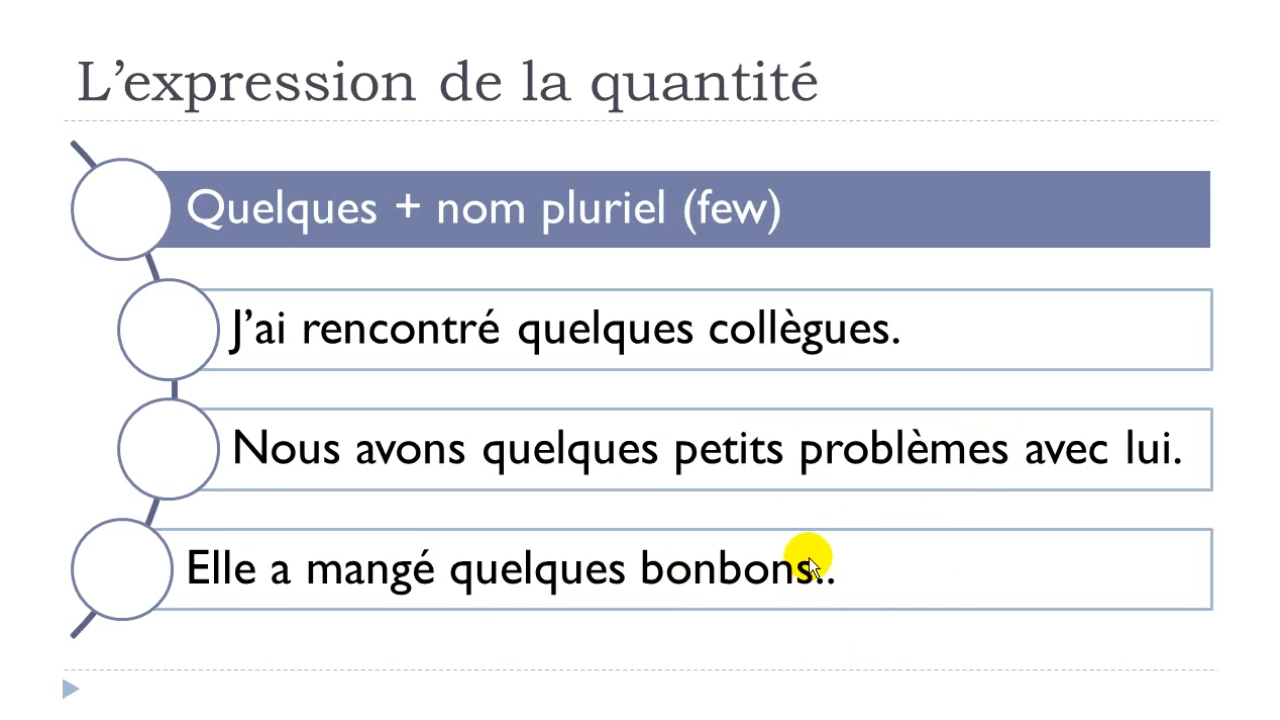 L’expression de la quantité
Quelques + nom pluriel (few)
J’ai rencontré quelques collègues.
Nous avons quelques petits problèmes avec lui.
Elle a mangé quelques bonbons..